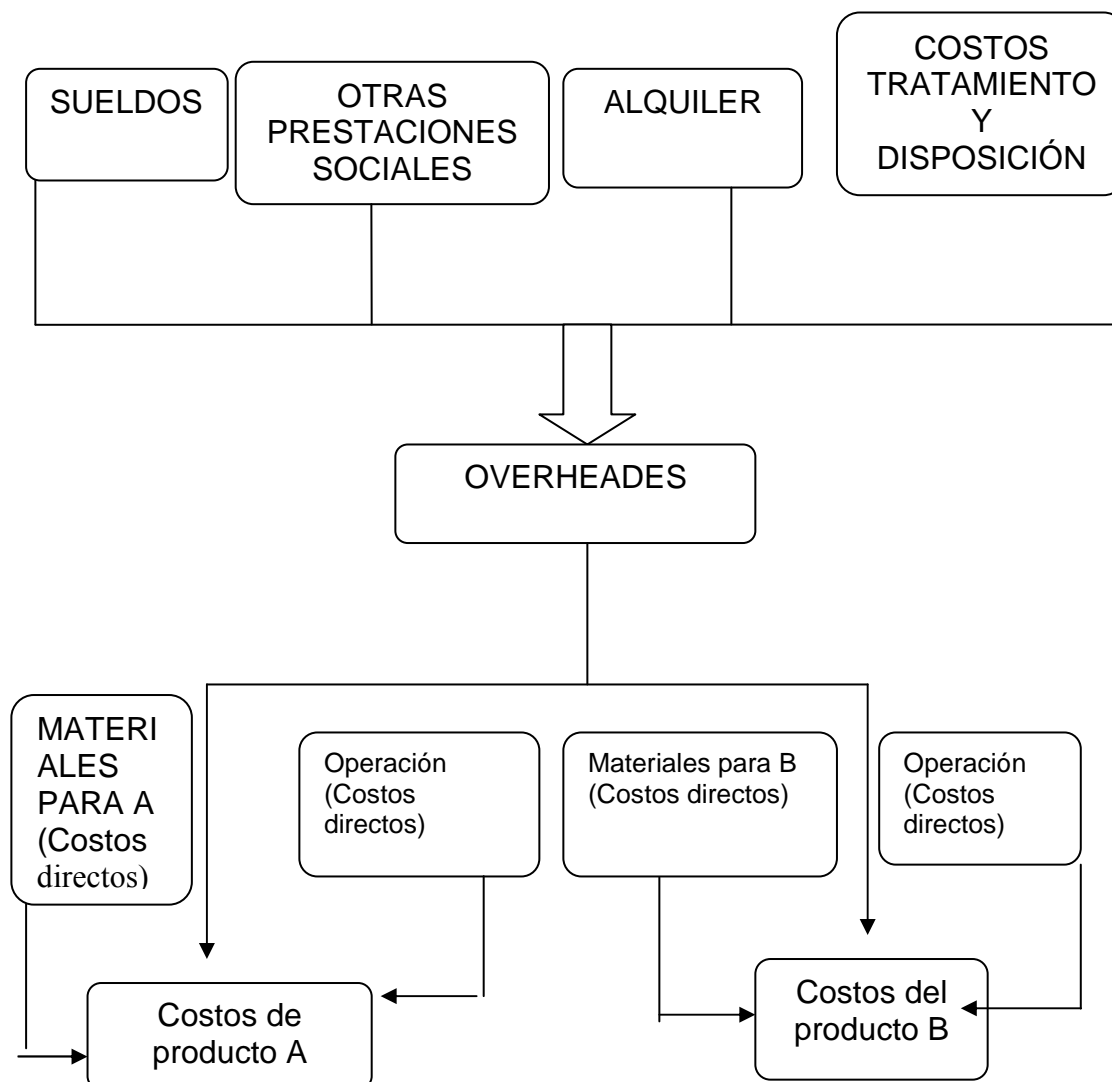 SUELDOS
OTRAS
PRESTACIONES
SOCIALES
ALQUILER
COSTOS
TRATAMIENTO
Y
DISPOSICIÓN
OVERHEADES
MATERI
ALES
PARA A
(Costos
directos)
Operación
(Costos
directos)
Materiales para B
(Costos directos)
Operación
(Costos
directos)
Costos de
producto A
Costos del
producto B